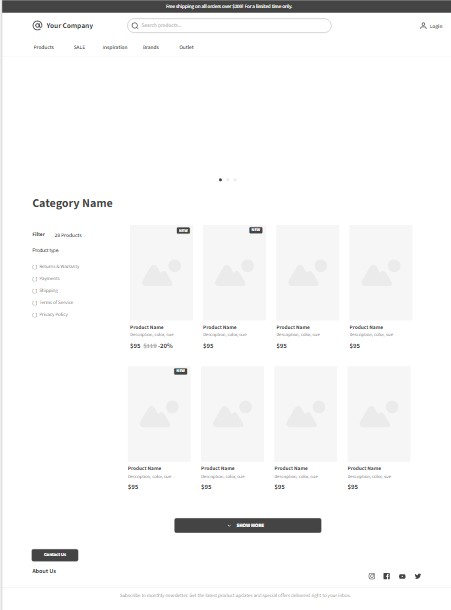 Free shipping on all orders over $300! For a limited time only.
Your Company
Search products...
Login
Products SALE Inspiration Brands Outlet
Category Name
Filter 25 Products
Product type
Returns & Warranty
Payments
Shipping
Terms of Service
Privacy Policy
NEW NEW
Product Name Product Name Product Name Product Name
Description, color, size Description, color, size Description, color, size Description, color, size
$95 $119 -20% $95 $95 $95
NEW
Product Name Product Name Product Name Product Name
Description, color, size Description, color, size Description, color, size Description, color, size
$95 $95 $95 $95
SHOW MORE
Contact Us
About Us
Subscribe to monthly newsletter. Get the latest product updates and special offers delivered right to your inbox.